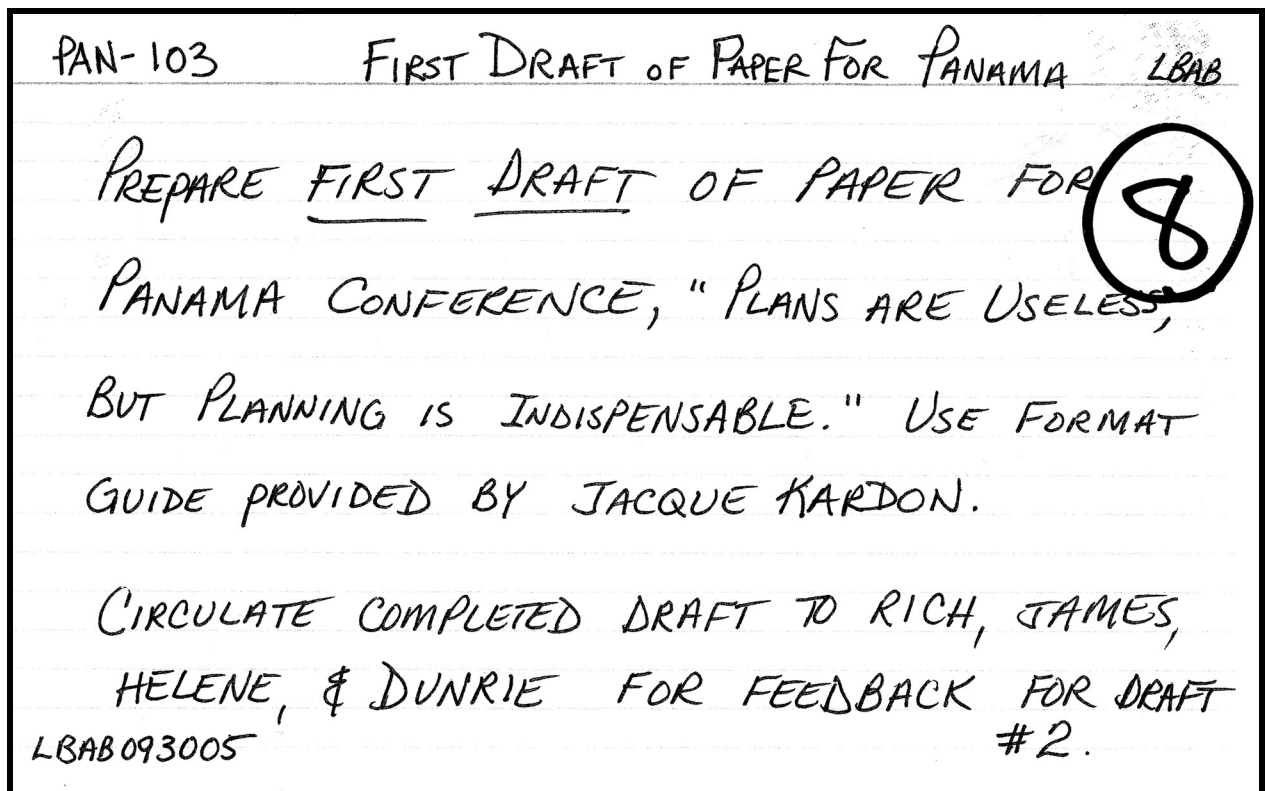 PAN-103 FIRST DRAFT OF PAPER FOR PANAMA LBAB
PREPARE FIRST DRAFT OF PAPER FOR 8
PANAMA CONFERENCE, "PLANS ARE USELESS,
BUT PLANNING IS INDISPENSABLE." USE FORMAT
GUIDE PROVIDED BY JACQUE KARDON.
CIRCULATE COMPLETED DRAFT TO RICH, JAMES,
HELENE, & DUNRIE FOR FEEDBACK FOR DRAFT
#2.
LBAB093005